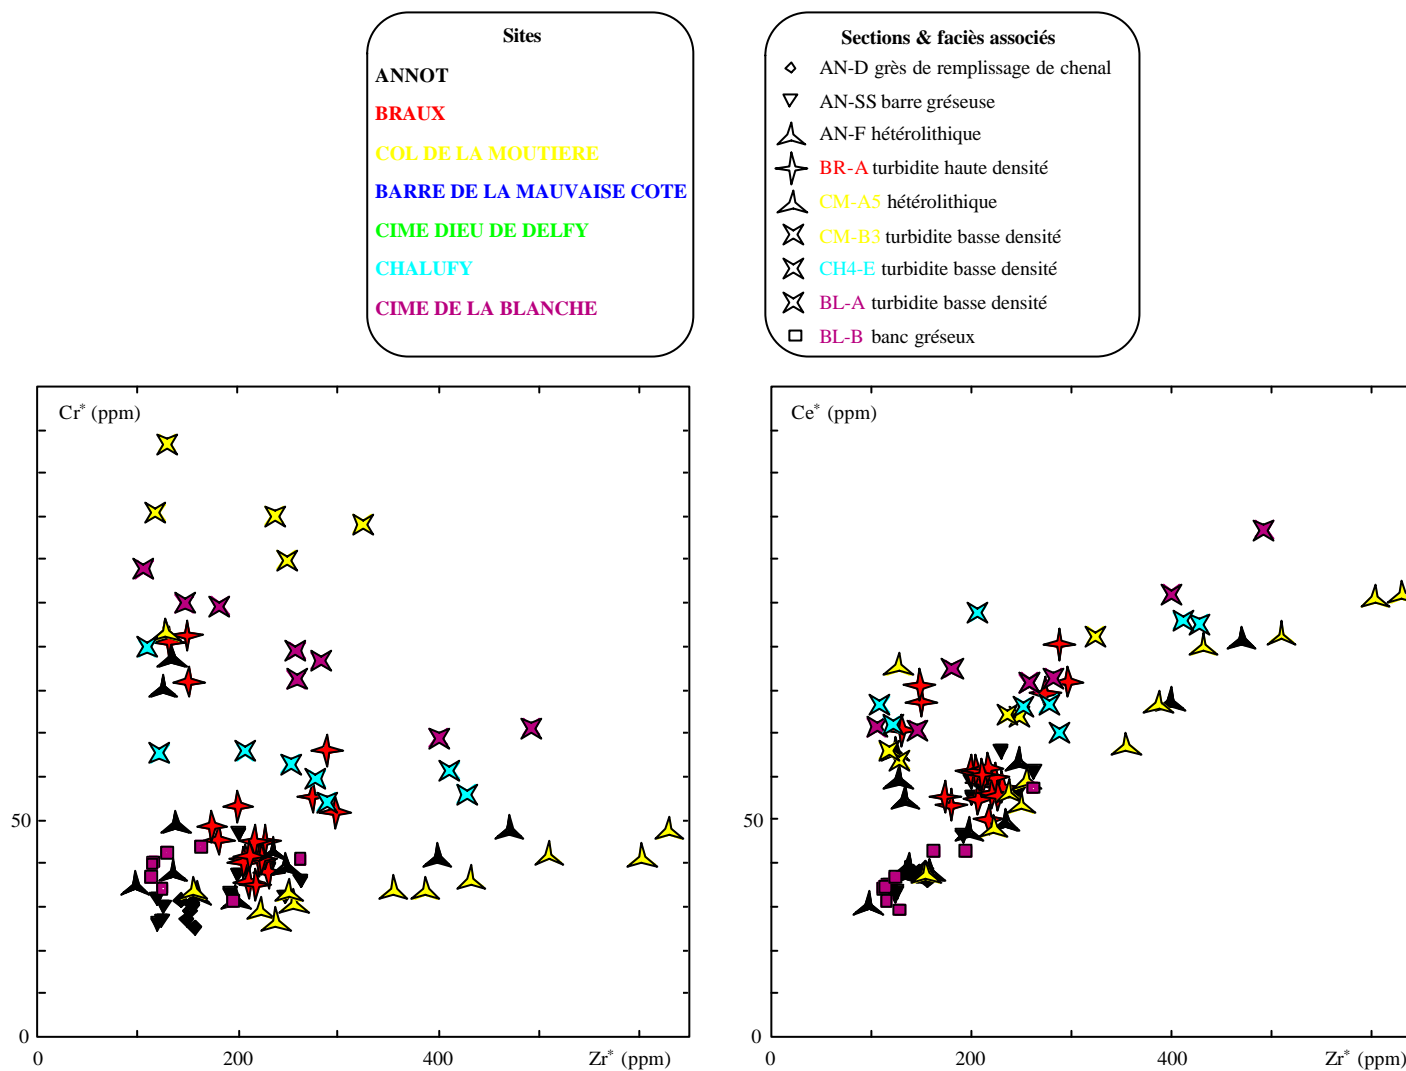 Sites
ANNOT
BRAUX
COL DE LA MOUTIERE
BARRE DE LA MAUVAISE COTE
CIME DIEU DE DELFY
CHALUFY
CIME DE LA BLANCHE
Sections & faciès associés
AN-D grès de remplissage de chenal
AN-SS barre gréseuse
AN-F hétérolithique
BR-A turbidite haute densité
CM-A5 hétérolithique
CM-B3 turbidite basse densité
CH4-E turbidite basse densité
BL-A turbidite basse densité
BL-B banc gréseux
Cr* (ppm)
50
0
0 200 400 Zr* (ppm)
Ce* (ppm)
50
0
0 200 400 Zr* (ppm)